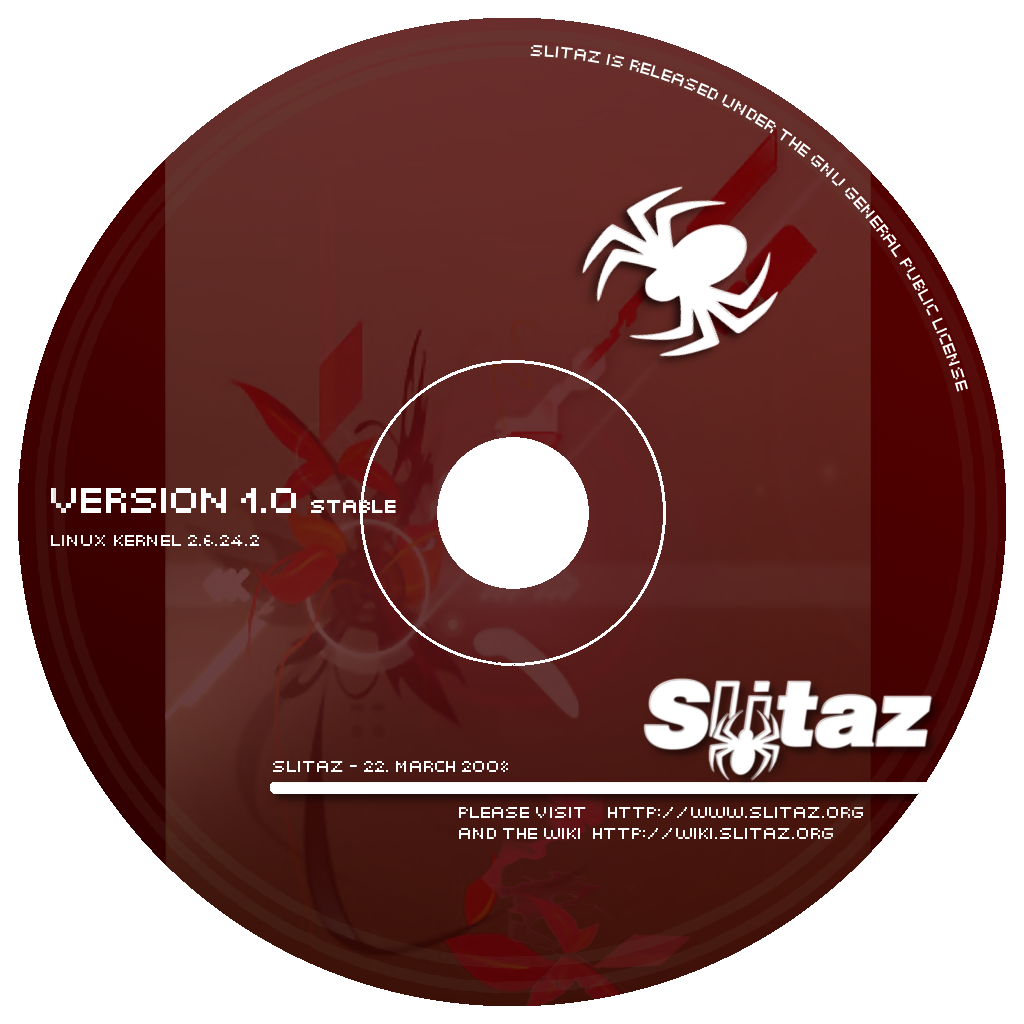 SLITAZ IS RELEASED UNDER THE GNU GENERAL PUBLIC LICENSE
VERSION 1.0 STABLE
LINUX KERNEL 2.6.24.2
Slitaz
SLITAZ - 22. MARCH 2008
PLEASE VISIT HTTP://WWW.SLITAZ.ORG
AND THE WIKI HTTP://WIKI.SLITAZ.ORG